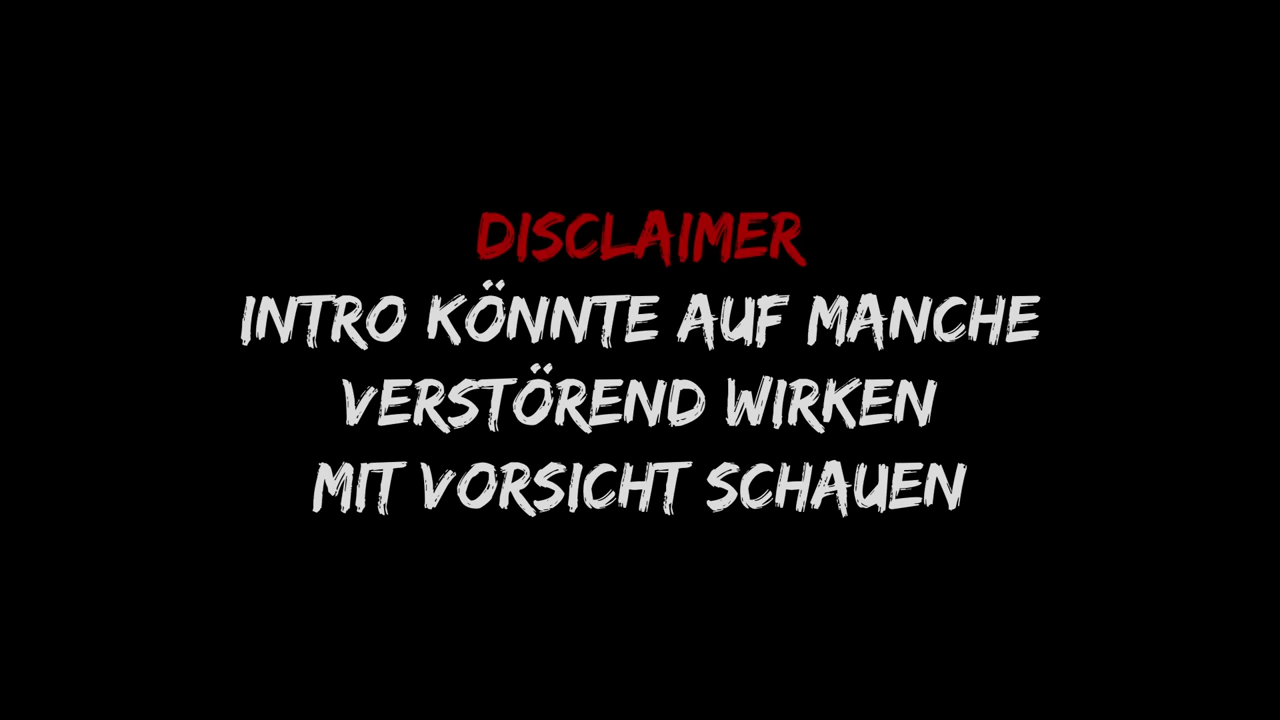 DISCLAIMER
INTRO KÖNNTE AUF MANCHE
VERSTÖREND WIRKEN
MIT VORSICHT SCHAUEN